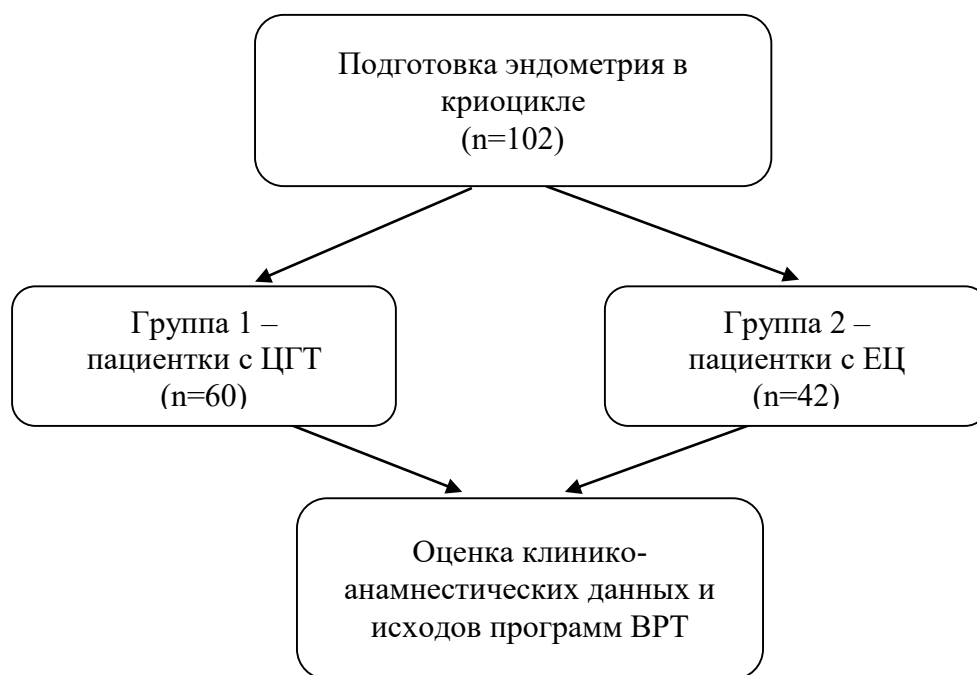 Подготовка эндометрия в
криоцикле
(n=102)
Группа 1 –
пациентки с ЦГТ
(n=60)
Группа 2 –
пациентки с ЕЦ
(n=42)
Оценка клинико-
анамнестических данных и
исходов программ ВРТ